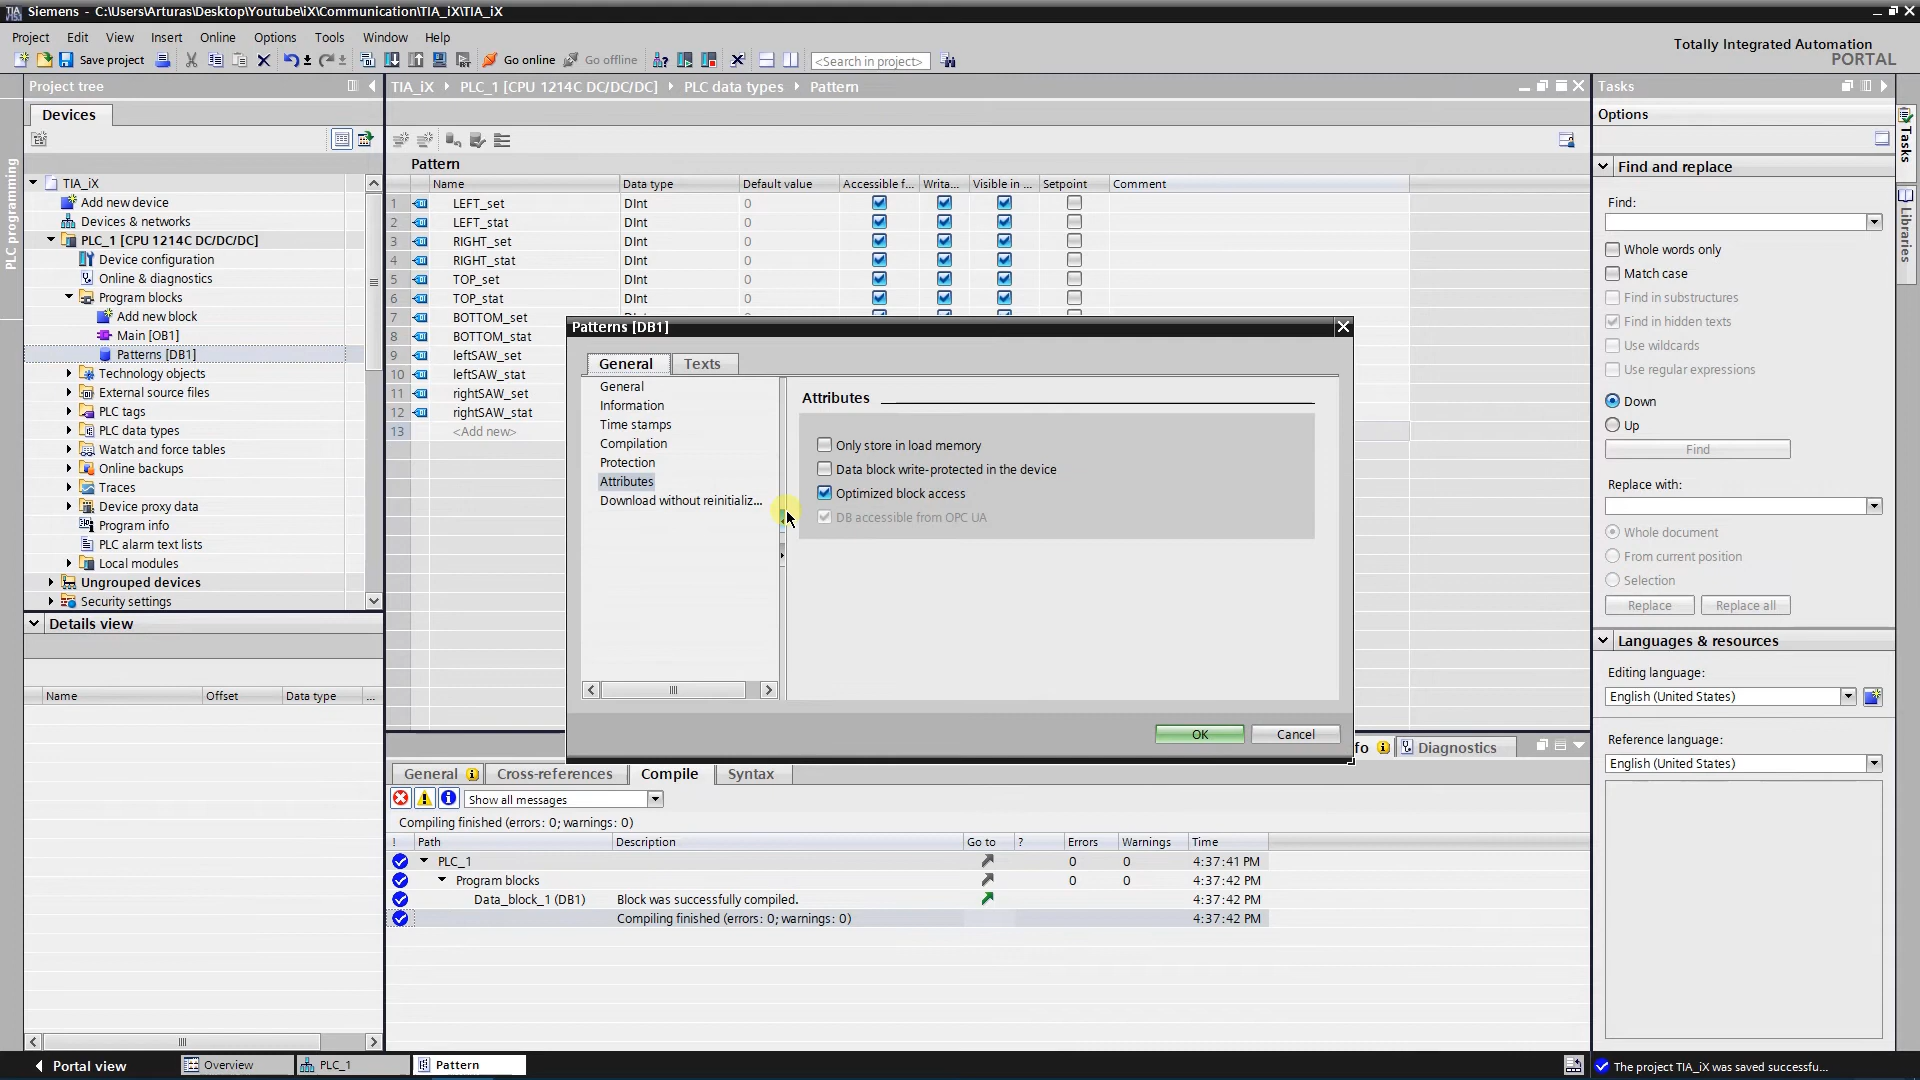 Siemens - C:\Users\Arturas\Desktop\Youtube\iX\Communication\TIA_iX\TIA_iX
Project Edit View Insert Online Options Tools Window Help
Totally Integrated Automation
PORTAL
Save project
Go online
Go offline
<Search in project>
Project tree
TIA_iX PLC_1 [CPU 1214C DC/DC/DC] PLC data types Pattern
Tasks
Devices
Options
PLC programming
Tasks
Libraries
TIA_iX
Add new device
Devices & networks
PLC_1 [CPU 1214C DC/DC/DC]
Device configuration
Online & diagnostics
Program blocks
Add new block
Main [OB1]
Patterns [DB1]
Technology objects
External source files
PLC tags
PLC data types
Watch and force tables
Online backups
Traces
Device proxy data
Program info
PLC alarm text lists
Local modules
Ungrouped devices
Security settings
Details view
Name Offset Data type ...
Pattern
Name Data type Default value Accessible f... Writa... Visible in ... Setpoint Comment
1 LEFT_set DInt 0
2 LEFT_stat DInt 0
3 RIGHT_set DInt 0
4 RIGHT_stat DInt 0
5 TOP_set DInt 0
6 TOP_stat DInt 0
7 BOTTOM_set
8 BOTTOM_stat
9 leftSAW_set
10 leftSAW_stat
11 rightSAW_set
12 rightSAW_stat
13 <Add new>
Patterns [DB1]
General Texts
General
Information
Time stamps
Compilation
Protection
Attributes
Download without reinitializ...
Attributes
Only store in load memory
Data block write-protected in the device
Optimized block access
DB accessible from OPC UA
OK Cancel
fo Diagnostics
General Cross-references Compile Syntax
Show all messages
Compiling finished (errors: 0; warnings: 0)
! Path Description Go to ? Errors Warnings Time
PLC_1 0 0 4:37:41 PM
Program blocks 0 0 4:37:42 PM
Data_block_1 (DB1) Block was successfully compiled. 4:37:42 PM
Compiling finished (errors: 0; warnings: 0) 4:37:42 PM
Find and replace
Find:
Whole words only
Match case
Find in substructures
Find in hidden texts
Use wildcards
Use regular expressions
Down
Up
Find
Replace with:
Whole document
From current position
Selection
Replace Replace all
Languages & resources
Editing language:
English (United States)
Reference language:
English (United States)
Portal view Overview PLC_1 Pattern
The project TIA_iX was saved successfu...